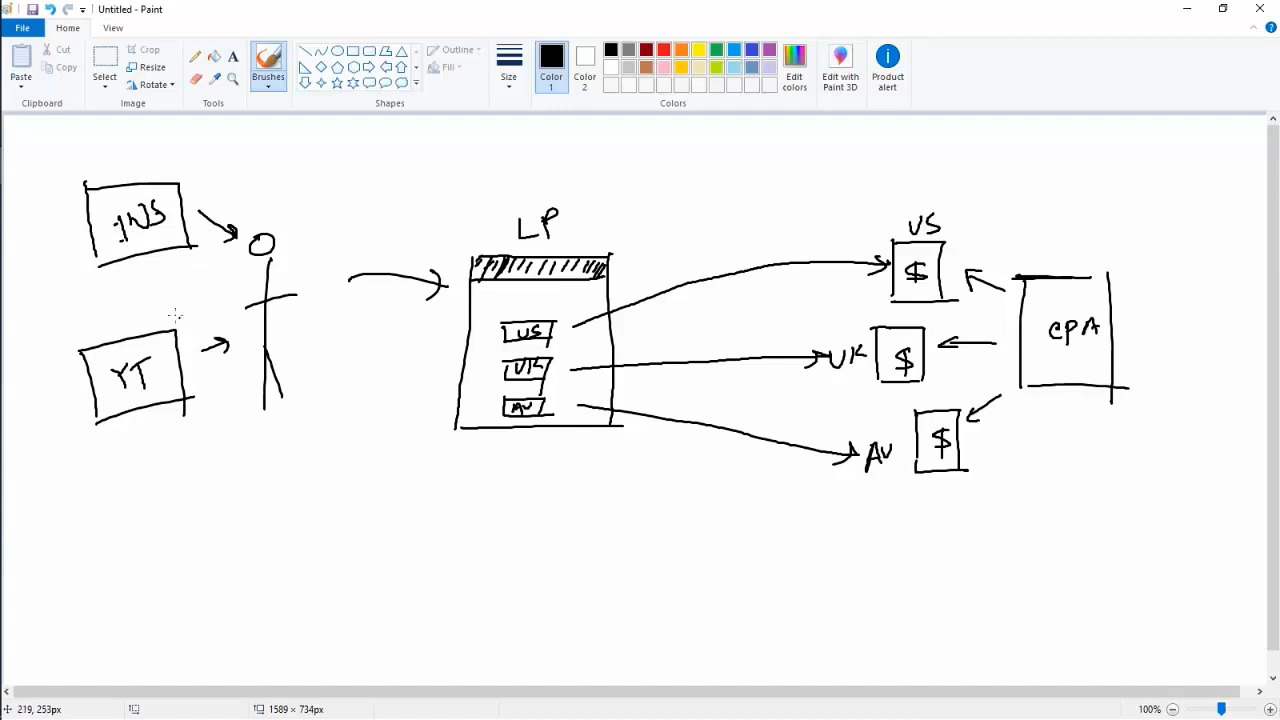 Untitled - Paint
File Home View
Paste Cut Copy Clipboard
Select Crop Resize Rotate Image
Tools
Brushes
Shapes Outline Fill
Size
Color 1 Color 2 Colors
Edit colors
Edit with Paint 3D
Product alert
LP
US
$
US
UK
AU
UK $
AU $
CPA
YT
219, 253px
1589 × 734px
100%